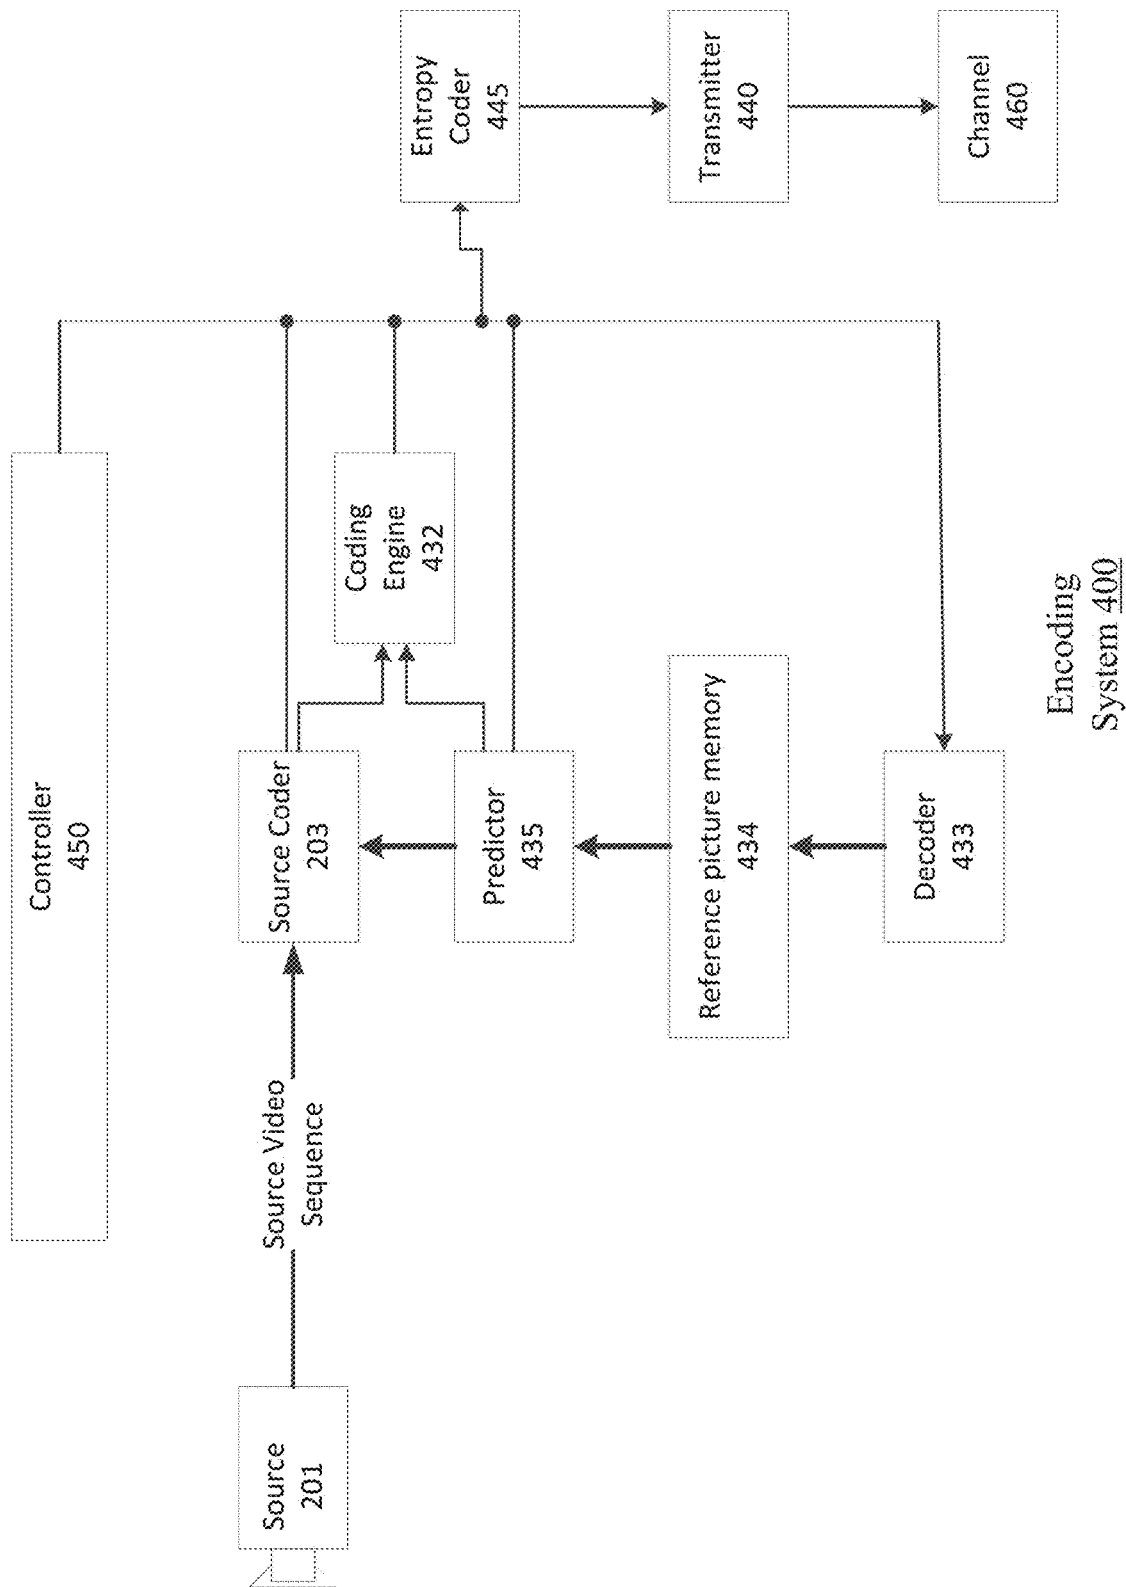 Controller
450
Source
201
Source Video
Sequence
Source Coder
203
Coding
Engine
432
Predictor
435
Reference picture memory
434
Decoder
433
Entropy
Coder
445
Transmitter
440
Channel
460
Encoding
System 400